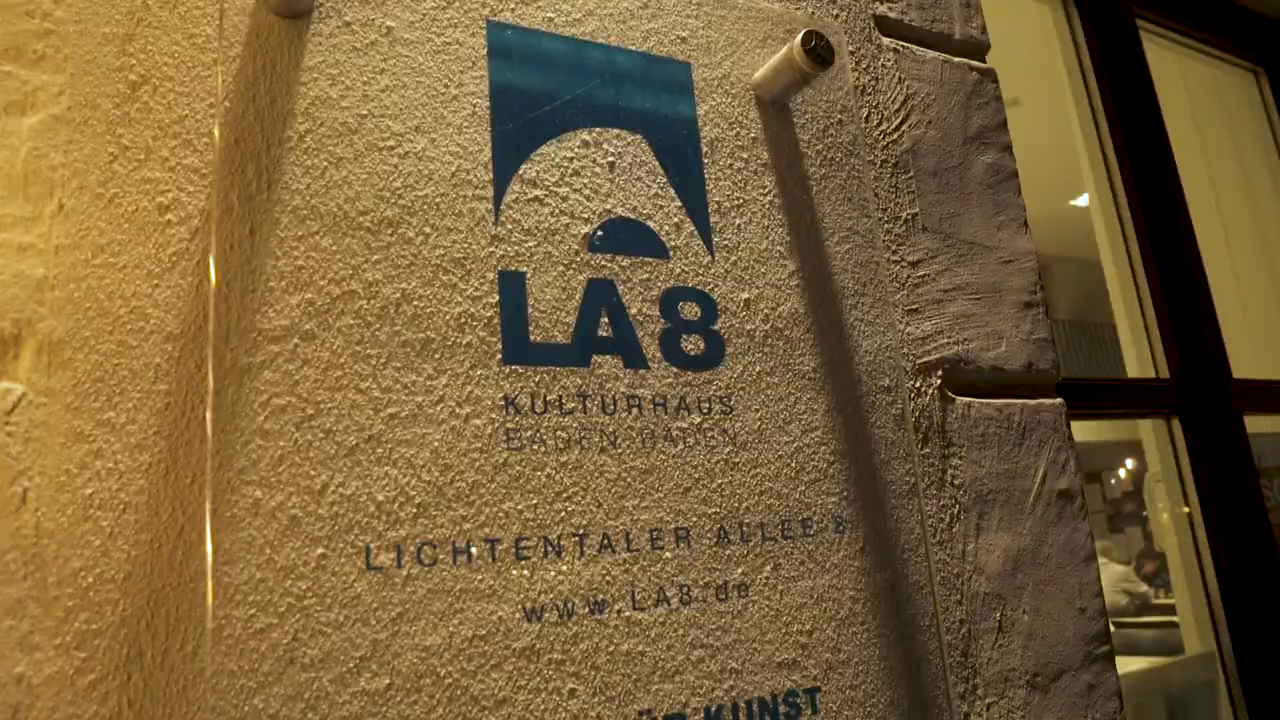 LA8
KULTURHAUS
BADEN-BADEN
LICHTENTALER ALLEE 8
www.LA8.de
KUNST